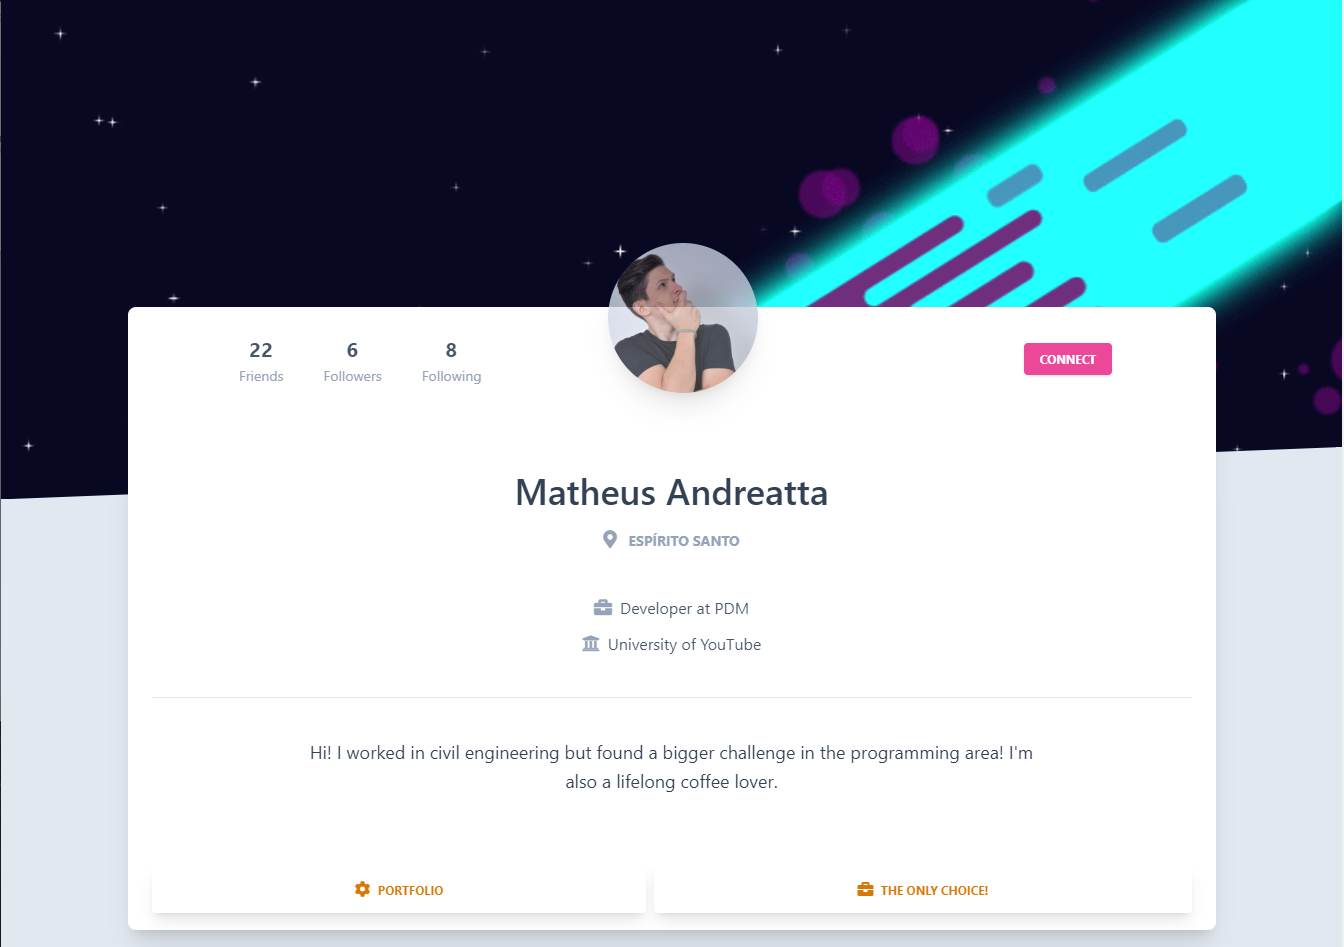 22 6 8
Friends Followers Following
CONNECT
Matheus Andreatta
ESPÍRITO SANTO
Developer at PDM
University of YouTube
Hi! I worked in civil engineering but found a bigger challenge in the programming area! I'm
also a lifelong coffee lover.
PORTFOLIO
THE ONLY CHOICE!